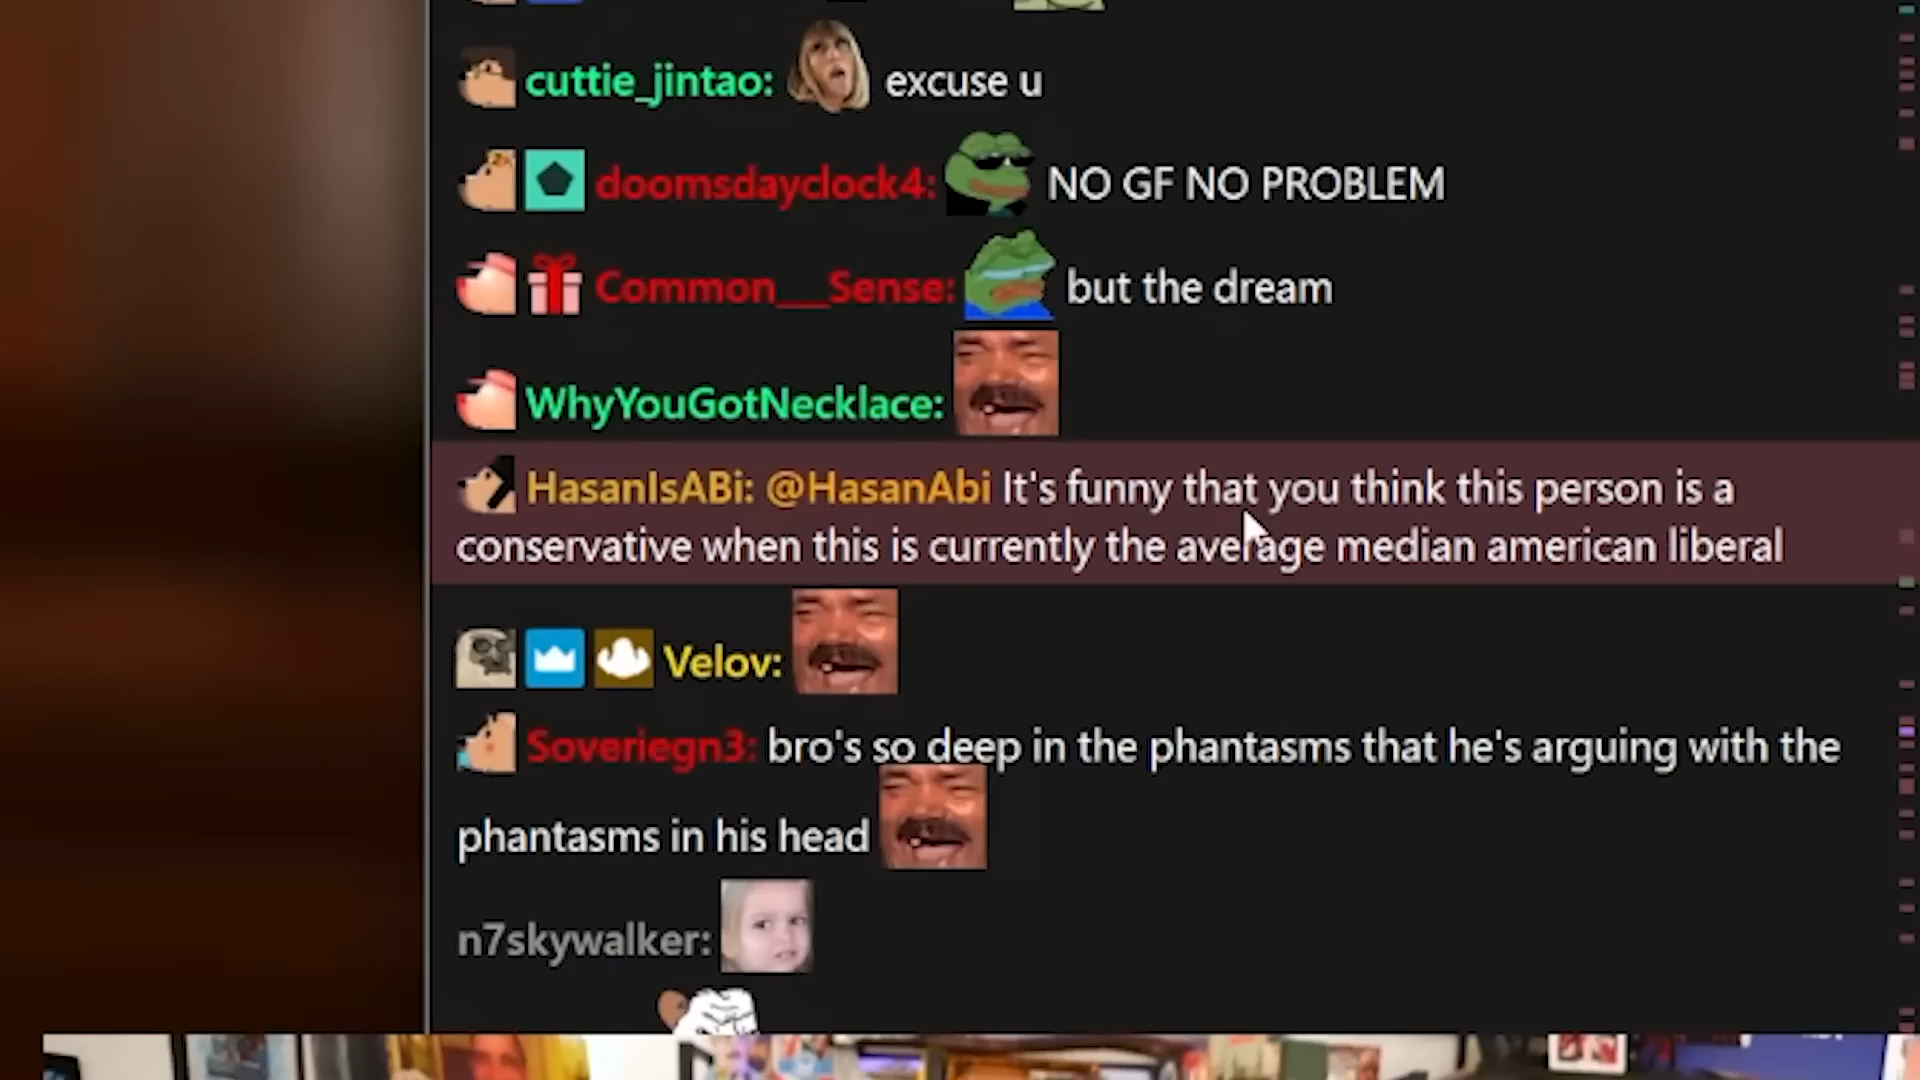 cuttie_jintao: excuse u
doomsdayclock4: NO GF NO PROBLEM
Common__Sense: but the dream
WhyYouGotNecklace:
HasanIsABi: @HasanAbi It's funny that you think this person is a
conservative when this is currently the average median american liberal
Velov:
Soveriegn3: bro's so deep in the phantasms that he's arguing with the
phantasms in his head
n7skywalker: